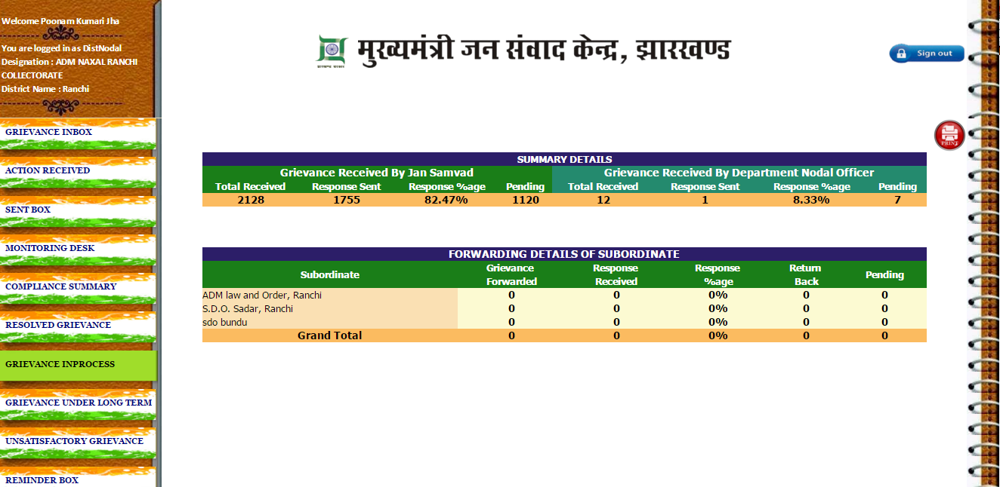 Welcome Poonam Kumari Jha
You are logged in as DistNodal
Designation : ADM NAXAL RANCHI
COLLECTORATE
District Name : Ranchi
मुख्यमंत्री जन संवाद केन्द्र, झारखण्ड
Sign out
GRIEVANCE INBOX
ACTION RECEIVED
SENT BOX
MONITORING DESK
COMPLIANCE SUMMARY
RESOLVED GRIEVANCE
GRIEVANCE INPROCESS
GRIEVANCE UNDER LONG TERM
UNSATISFACTORY GRIEVANCE
REMINDER BOX
PRINT
SUMMARY DETAILS
Grievance Received By Jan Samvad Grievance Received By Department Nodal Officer
Total Received Response Sent Response %age Pending Total Received Response Sent Response %age Pending
2128 1755 82.47% 1120 12 1 8.33% 7
FORWARDING DETAILS OF SUBORDINATE
Subordinate Grievance Forwarded Response Received Response %age Return Back Pending
ADM law and Order, Ranchi 0 0 0% 0 0
S.D.O. Sadar, Ranchi 0 0 0% 0 0
sdo bundu 0 0 0% 0 0
Grand Total 0 0 0% 0 0